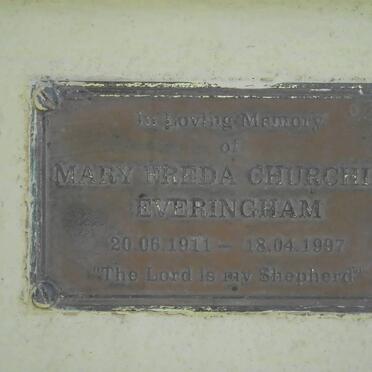 In Loving Memory
of
MARY FREDA CHURCHI
EVERINGHAM
20.06.1911 – 18.04.1997
"The Lord is my Shepherd"